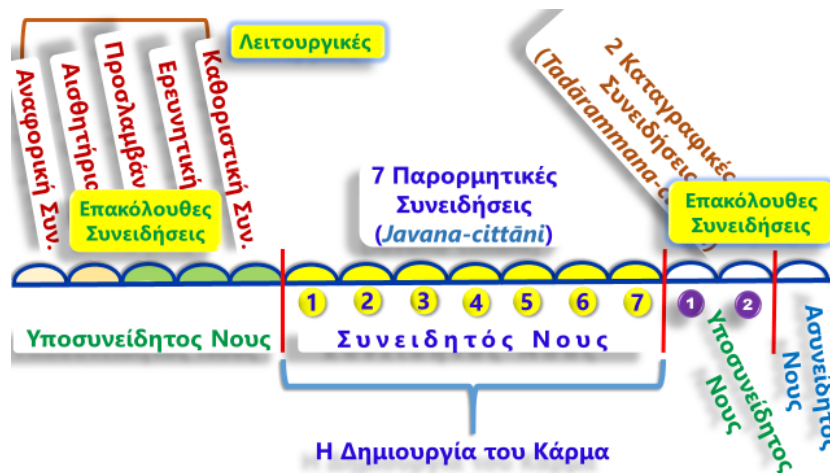 Λειτουργικές
Αναφορική Συν.
Αισθητήρια
Προσλαμβάν
Ερευνητική
Καθοριστική Συν.
Επακόλουθες
Συνειδήσεις
7 Παρορμητικές
Συνειδήσεις
(Javana-cittāni)
2 Καταγραφικές
Συνειδήσεις
(Tadārammana-
Επακόλουθες
Συνειδήσεις
1 2 3 4 5 6 7
1 2
Υποσυνείδητος Νους
Συνειδητός Νους
Υποσυνείδητος
Νους
Ασυνείδητος
Νους
Η Δημιουργία του Κάρμα